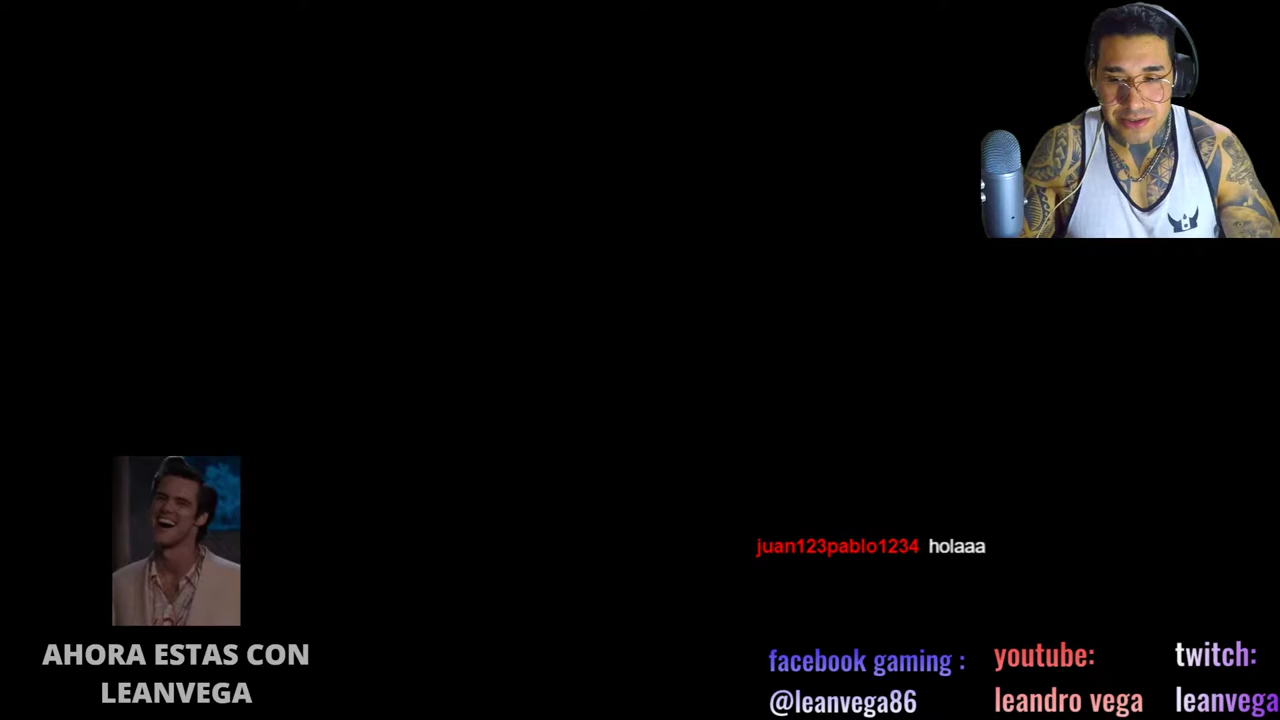 juan123pablo1234 holaaa
AHORA ESTAS CON
LEANVEGA
facebook gaming :
@leanvega86
youtube:
leandro vega
twitch:
leanvega